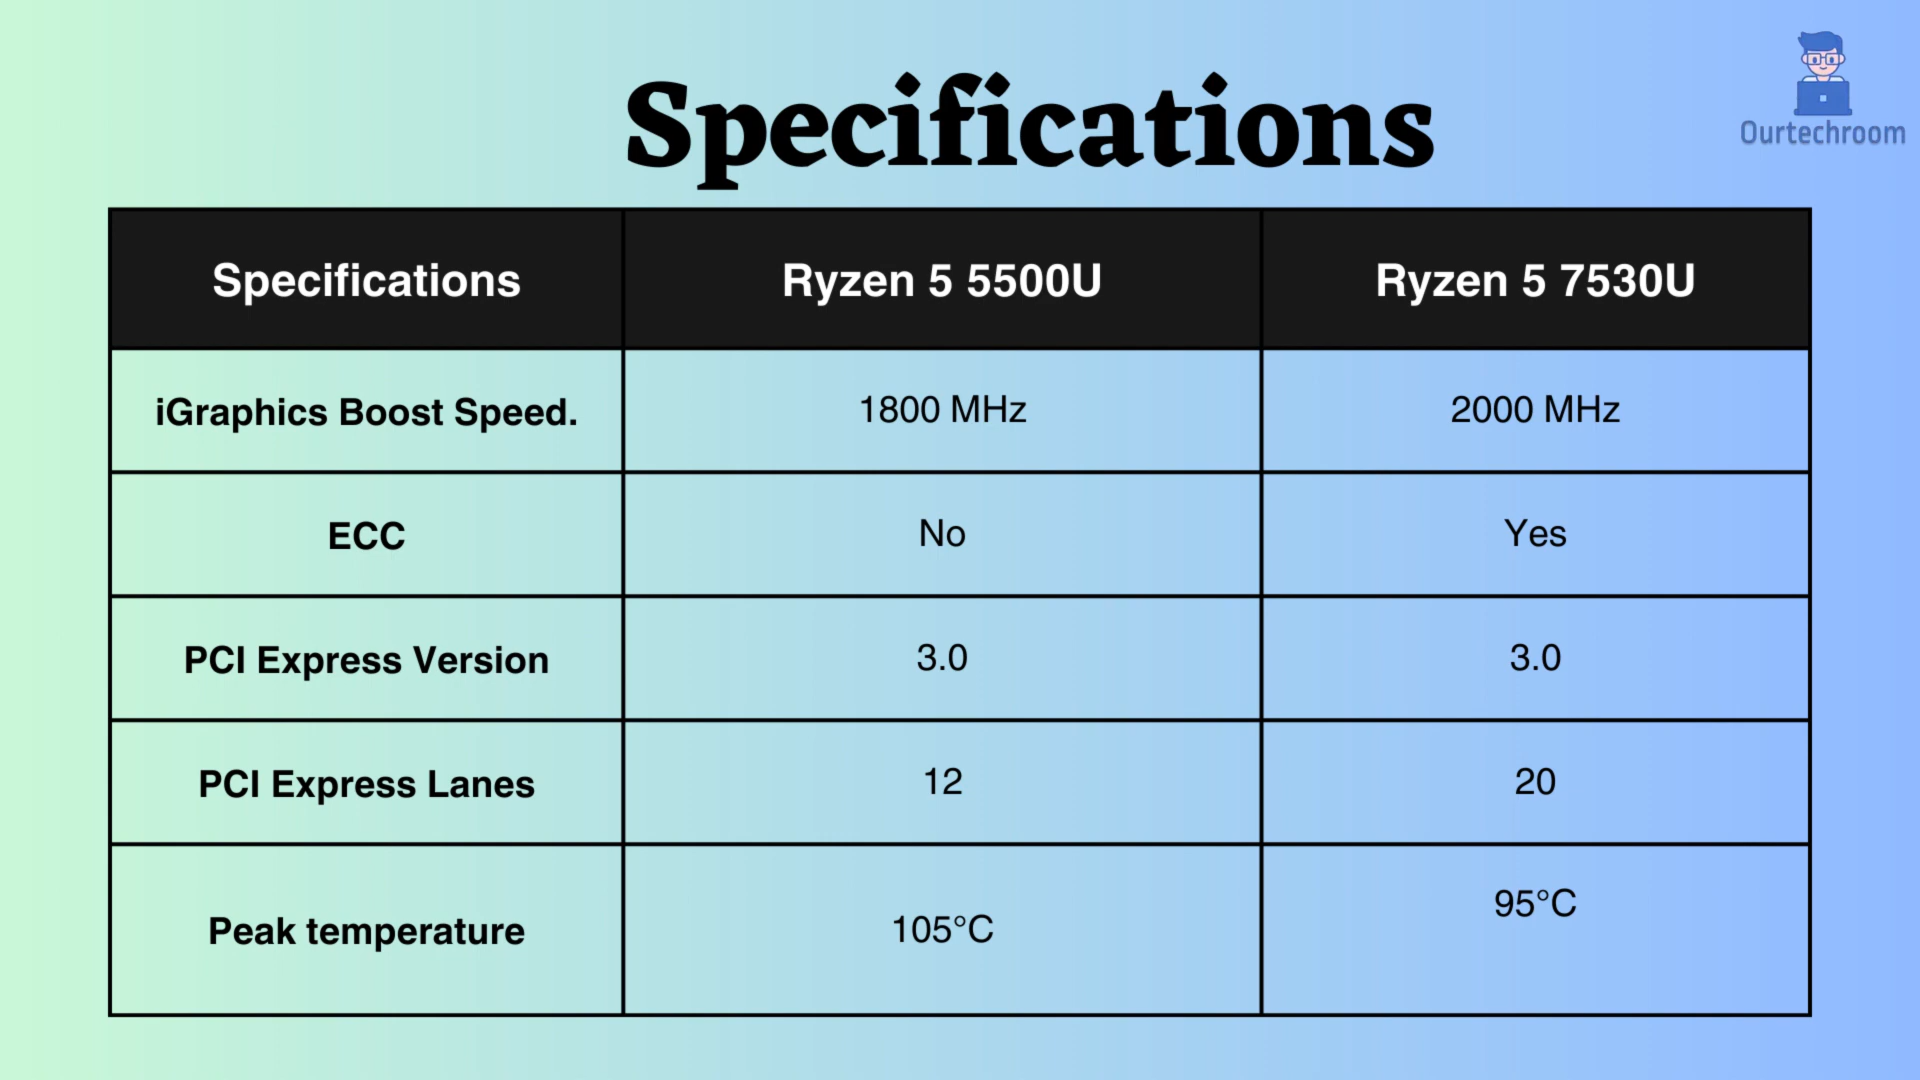 Specifications
Ourtechroom
Specifications Ryzen 5 5500U Ryzen 5 7530U
iGraphics Boost Speed. 1800 MHz 2000 MHz
ECC No Yes
PCI Express Version 3.0 3.0
PCI Express Lanes 12 20
Peak temperature 105°C 95°C